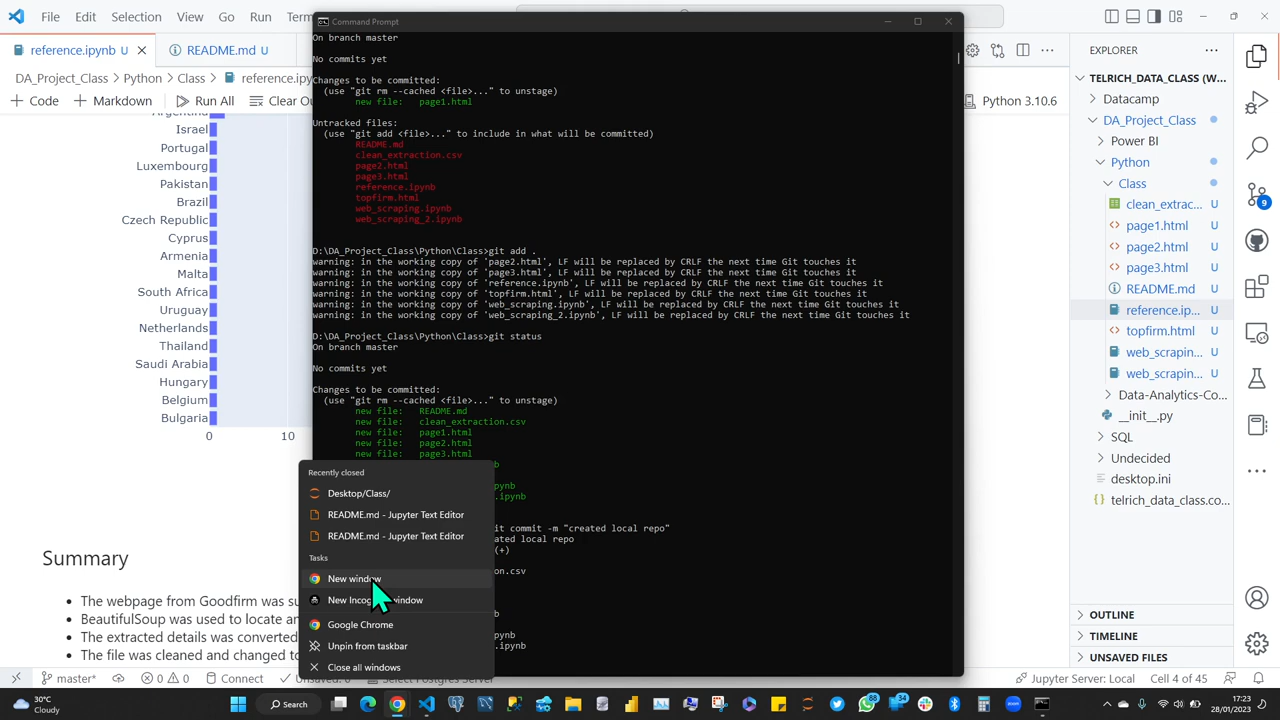 File
Edit
Selection
View
Go
Run
Command Prompt
reference.ipynb U
README.md U
DA_Project_Class > Python > Class >
Code
Markdown
Run All
Python 3.10.6
Israel
Portugal
Luxembourg
Pakistan
Brazil
Czech Republic
Cyprus
Armenia
Malta
South Africa
Uruguay
Netherlands
Thailand
Saudi Arabia
Hungary
Belgium
Bulgaria
0 10
Summary
• The webpage from Goodfirm was
• BeautifulSoup was used to locate
• The extracted details was converted
• The file was cleaned and changed to
On branch master
No commits yet
Changes to be committed:
(use "git rm --cached <file>..." to unstage)
new file: page1.html
Untracked files:
(use "git add <file>..." to include in what will be committed)
README.md
clean_extraction.csv
page2.html
page3.html
reference.ipynb
topfirm.html
web_scraping.ipynb
web_scraping_2.ipynb
D:\DA_Project_Class\Python\Class>git add .
warning: in the working copy of 'page2.html', LF will be replaced by CRLF the next time Git touches it
warning: in the working copy of 'page3.html', LF will be replaced by CRLF the next time Git touches it
warning: in the working copy of 'reference.ipynb', LF will be replaced by CRLF the next time Git touches it
warning: in the working copy of 'topfirm.html', LF will be replaced by CRLF the next time Git touches it
warning: in the working copy of 'web_scraping.ipynb', LF will be replaced by CRLF the next time Git touches it
warning: in the working copy of 'web_scraping_2.ipynb', LF will be replaced by CRLF the next time Git touches it
D:\DA_Project_Class\Python\Class>git status
On branch master
No commits yet
Changes to be committed:
(use "git rm --cached <file>..." to unstage)
new file: README.md
new file: clean_extraction.csv
new file: page1.html
new file: page2.html
new file: page3.html
b
pynb
.ipynb
it commit -m "created local repo"
ated local repo
(+)
on.csv
b
pynb
.ipynb
Recently closed
Desktop/Class/
README.md - Jupyter Text Editor
README.md - Jupyter Text Editor
Tasks
New window
New window
Google Chrome
Unpin from taskbar
Close all windows
EXPLORER
TELRICH_DATA_CLASS (W...
Datacamp
DA_Project_Class
Power BI
Python
Class
clean_extrac... U
page1.html U
page2.html U
page3.html U
README.md U
reference.ip... U
topfirm.html U
web_scrapin... U
web_scrapin... U
Data-Analytics-Co...
__init__.py
SQL
Undecided
desktop.ini
telrich_data_class.co...
OUTLINE
TIMELINE
UNSAVED FILES
9
master*
0 0
Connect
Jupyter Server: Local
Cell 4 of 45
30°C
Cloudy
Search
88
34
17:23
28/01/2023